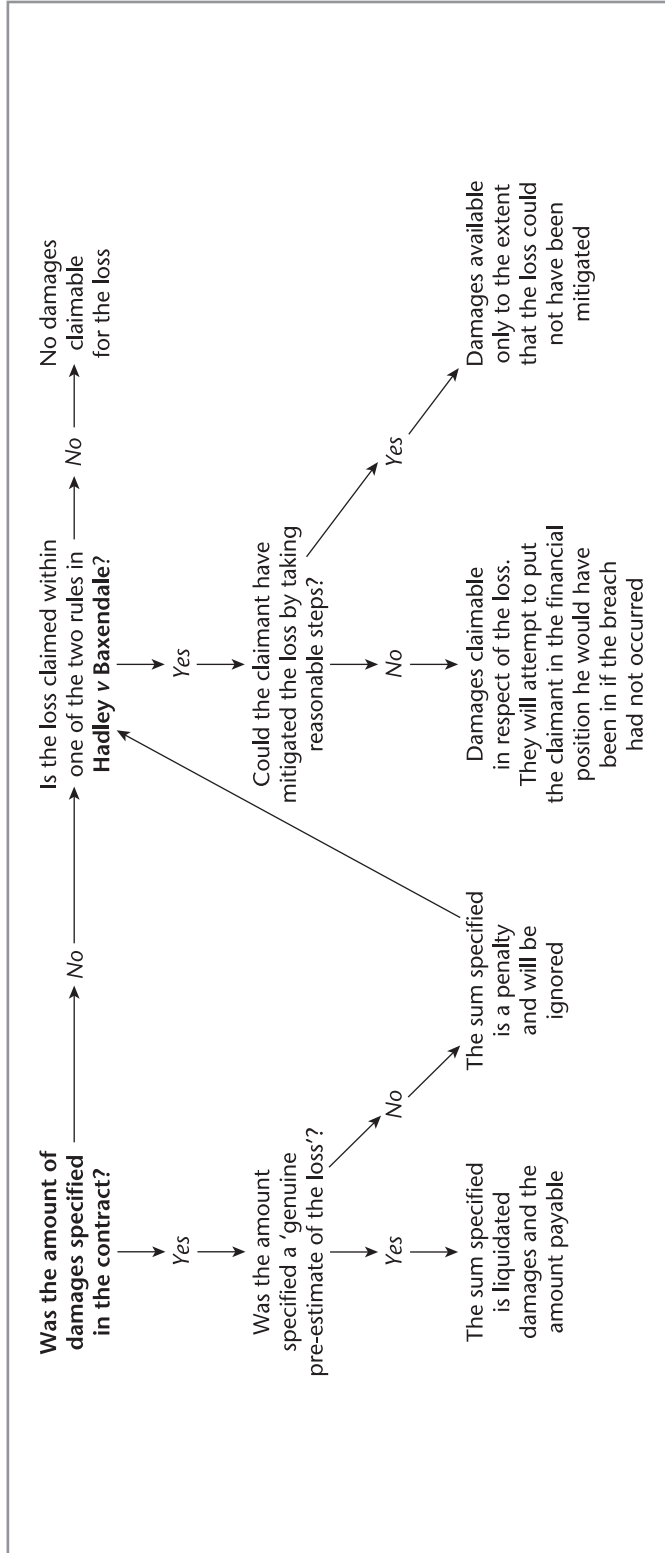 Was the amount of
damages specified
in the contract?
No
Is the loss claimed within
one of the two rules in
Hadley v Baxendale?
No
No damages
claimable
for the loss
Yes
Yes
Was the amount
specified a ‘genuine
pre-estimate of the loss’?
Could the claimant have
mitigated the loss by taking
reasonable steps?
Yes
No
No
Yes
The sum specified
is liquidated
damages and the
amount payable
The sum specified
is a penalty
and will be
ignored
Damages claimable
in respect of the loss.
They will attempt to put
the claimant in the financial
position he would have
been in if the breach
had not occurred
Damages available
only to the extent
that the loss could
not have been
mitigated